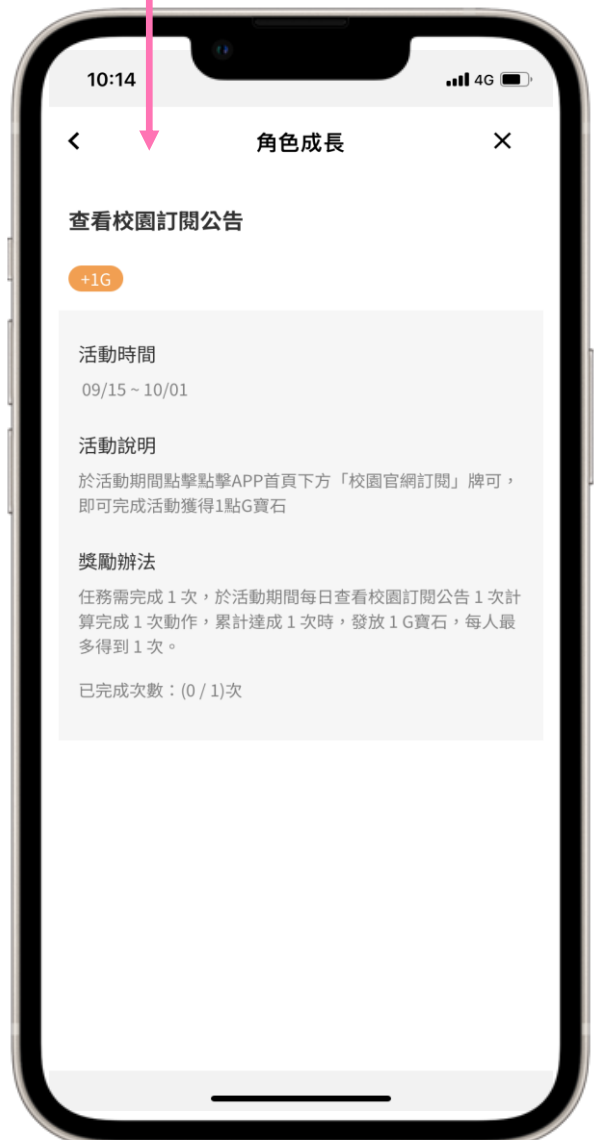 10:14
4G
角色成長
查看校園訂閱公告
+1G
活動時間
09/15 ~ 10/01
活動說明
於活動期間點擊點擊APP首頁下方「校園官網訂閱」牌可，
即可完成活動獲得1點G寶石
獎勵辦法
任務需完成 1 次，於活動期間每日查看校園訂閱公告 1 次計
算完成 1 次動作，累計達成 1 次時，發放 1 G寶石，每人最
多得到 1 次。
已完成次數：(0 / 1)次